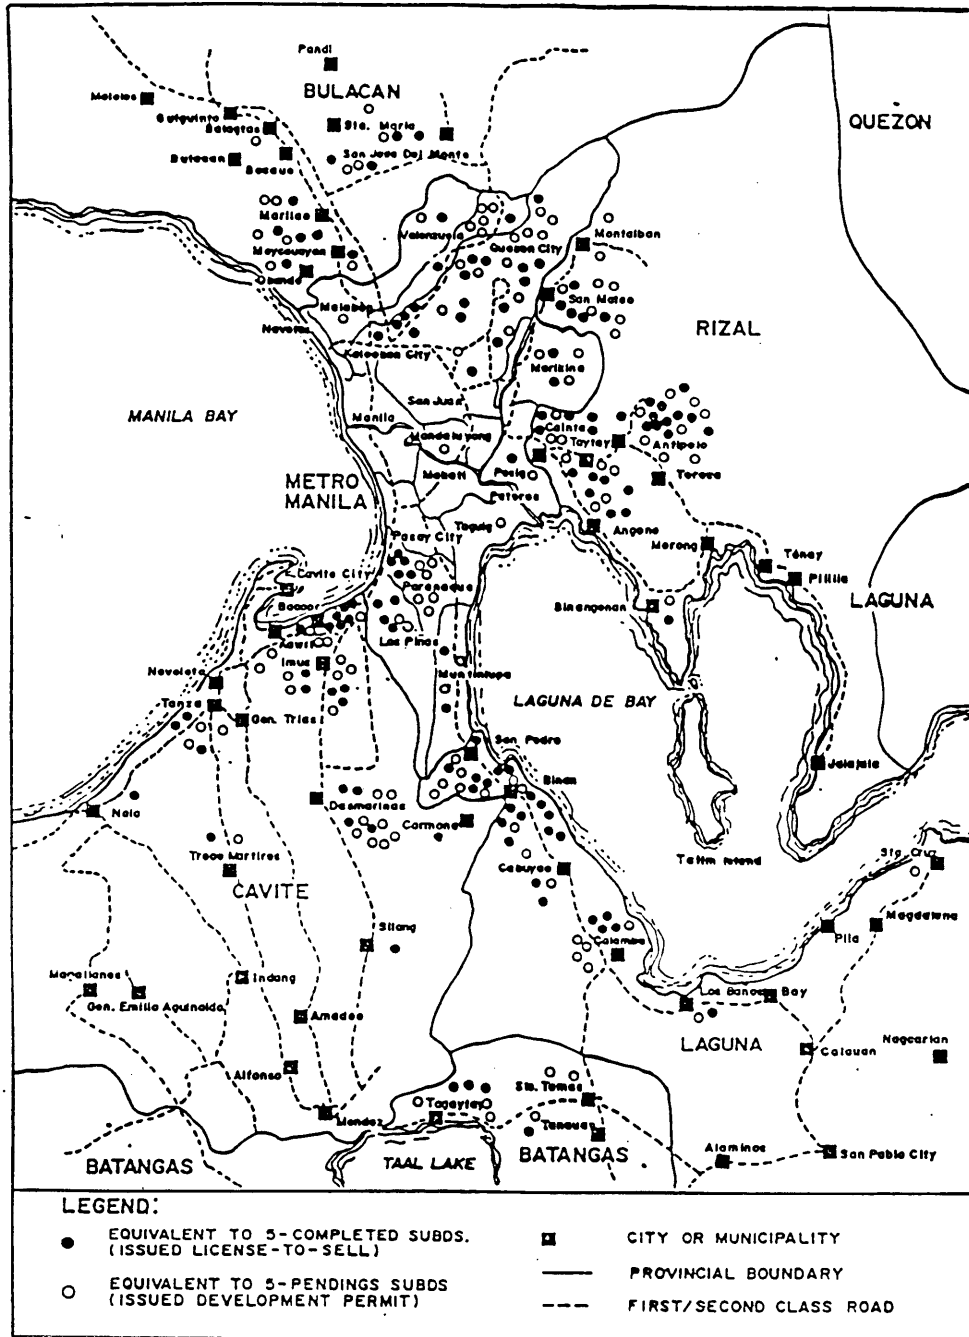 Pandi
BULACAN
Malolos
Guiguinto
Balagtas
Sta. Maria
QUEZON
Bulacan
Bocaue
San Jose Del Monte
Marilao
Valenzuela
Quezon City
Montalban
Meycauayan
Obando
Malabon
San Mateo
Navotas
RIZAL
Kalookan City
Marikina
San Juan
MANILA BAY
Manila
Cainta
Mandaluyong
Taytay
Antipolo
METRO
MANILA
Makati
Pasig
Teresa
Pateros
Taguig
Angono
Pasay City
Morong
Tanay
Cavite City
Paranaque
Pililla
Bacoor
Binangonan
LAGUNA
Kawit
Las Pinas
Imus
Muntinlupa
Noveleta
LAGUNA DE BAY
Tanza
Gen. Trias
San Pedro
Jalajala
Binan
Naic
Dasmarinas
Carmona
Talim Island
Trece Martires
Sta. Cruz
Cabuyao
CAVITE
Silang
Magdalena
Calamba
Pila
Magallanes
Indang
Los Banos
Bay
Gen. Emilio Aguinaldo
Amadeo
LAGUNA
Calauan
Nagcarlan
Alfonso
Sto. Tomas
Tagaytay
Mendez
Tanauan
BATANGAS
TAAL LAKE
BATANGAS
Alaminos
San Pablo City
LEGEND:
EQUIVALENT TO 5-COMPLETED SUBDS.
(ISSUED LICENSE-TO-SELL)
CITY OR MUNICIPALITY
EQUIVALENT TO 5-PENDINGS SUBDS
(ISSUED DEVELOPMENT PERMIT)
PROVINCIAL BOUNDARY
FIRST/SECOND CLASS ROAD